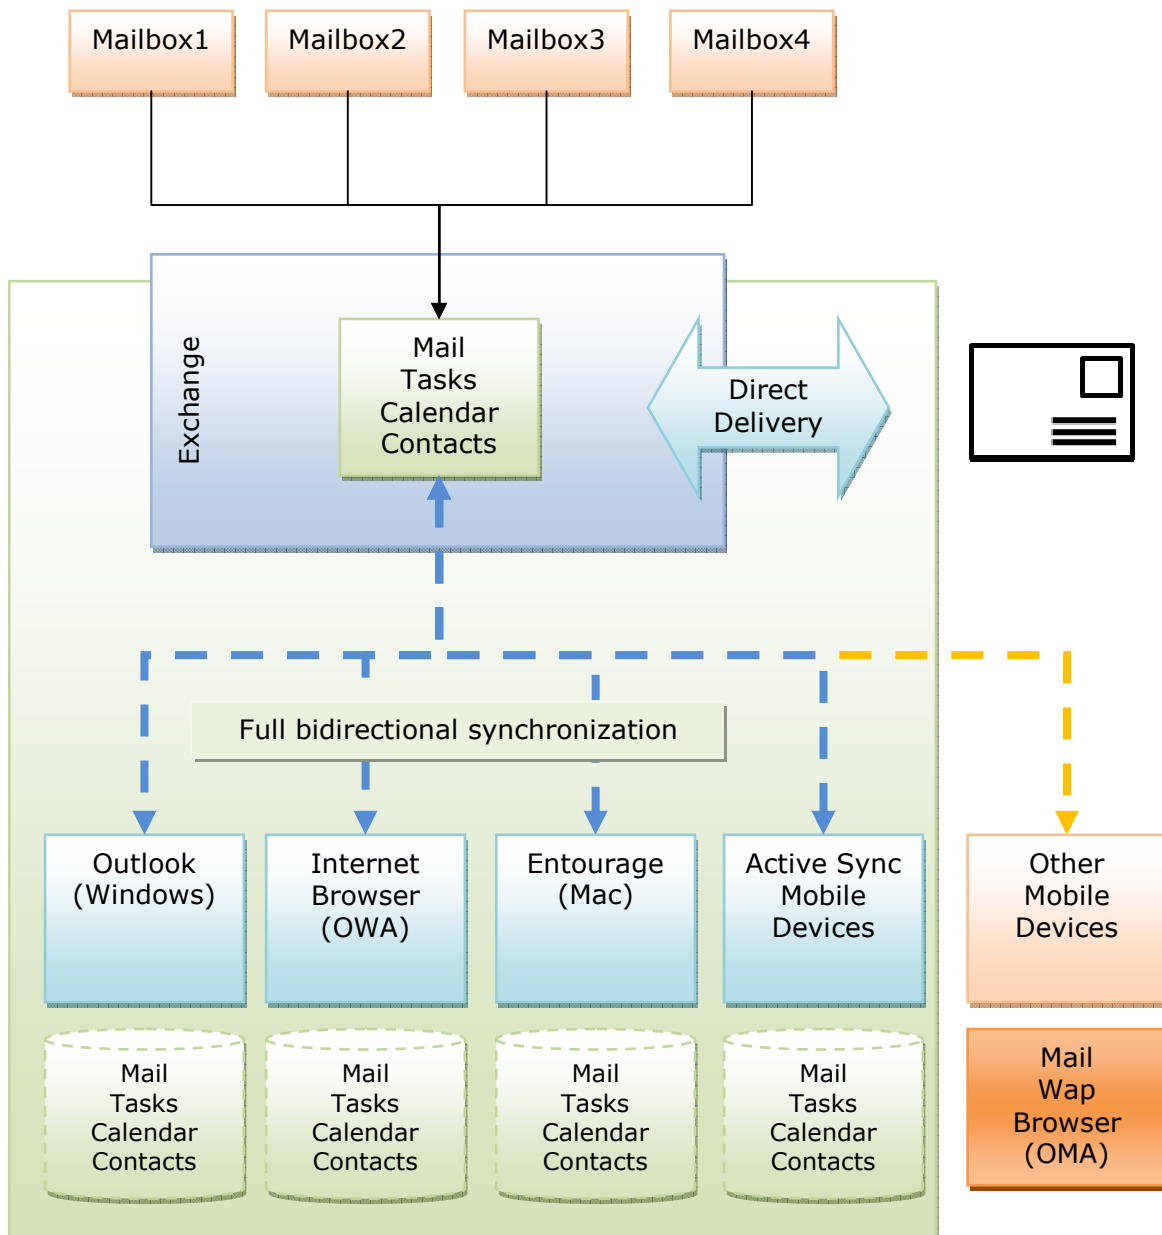 Mailbox1
Mailbox2
Mailbox3
Mailbox4
Exchange
Mail
Tasks
Calendar
Contacts
Direct
Delivery
Full bidirectional synchronization
Outlook
(Windows)
Internet
Browser
(OWA)
Entourage
(Mac)
Active Sync
Mobile
Devices
Other
Mobile
Devices
Mail
Tasks
Calendar
Contacts
Mail
Tasks
Calendar
Contacts
Mail
Tasks
Calendar
Contacts
Mail
Tasks
Calendar
Contacts
Mail
Wap
Browser
(OMA)